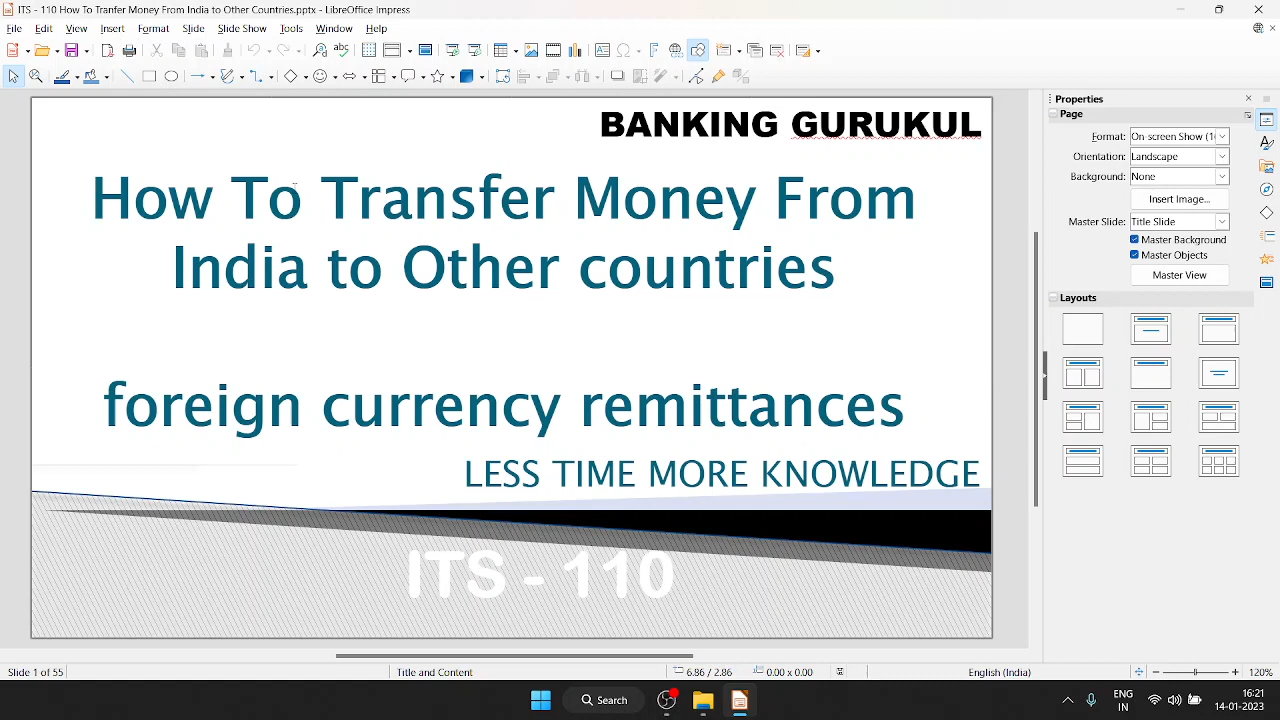 ITS - 110 How To Tranfer Money From India to Other Countries.pptx - LibreOffice Impress
File Edit View Insert Format Slide Slide Show Tools Window Help
Properties
Page
BANKING GURUKUL
Format: On-screen Show (1
Orientation: Landscape
Background: None
Insert Image...
Master Slide: Title Slide
Master Background
Master Objects
Master View
Layouts
How To Transfer Money From
India to Other countries
foreign currency remittances
LESS TIME MORE KNOWLEDGE
ITS - 110
Slide 1 of 55 Title and Content 6.86 / 2.86 0.00 x 0.00 English (India) 120%
Search
ENG
IN
16:21
14-01-2023